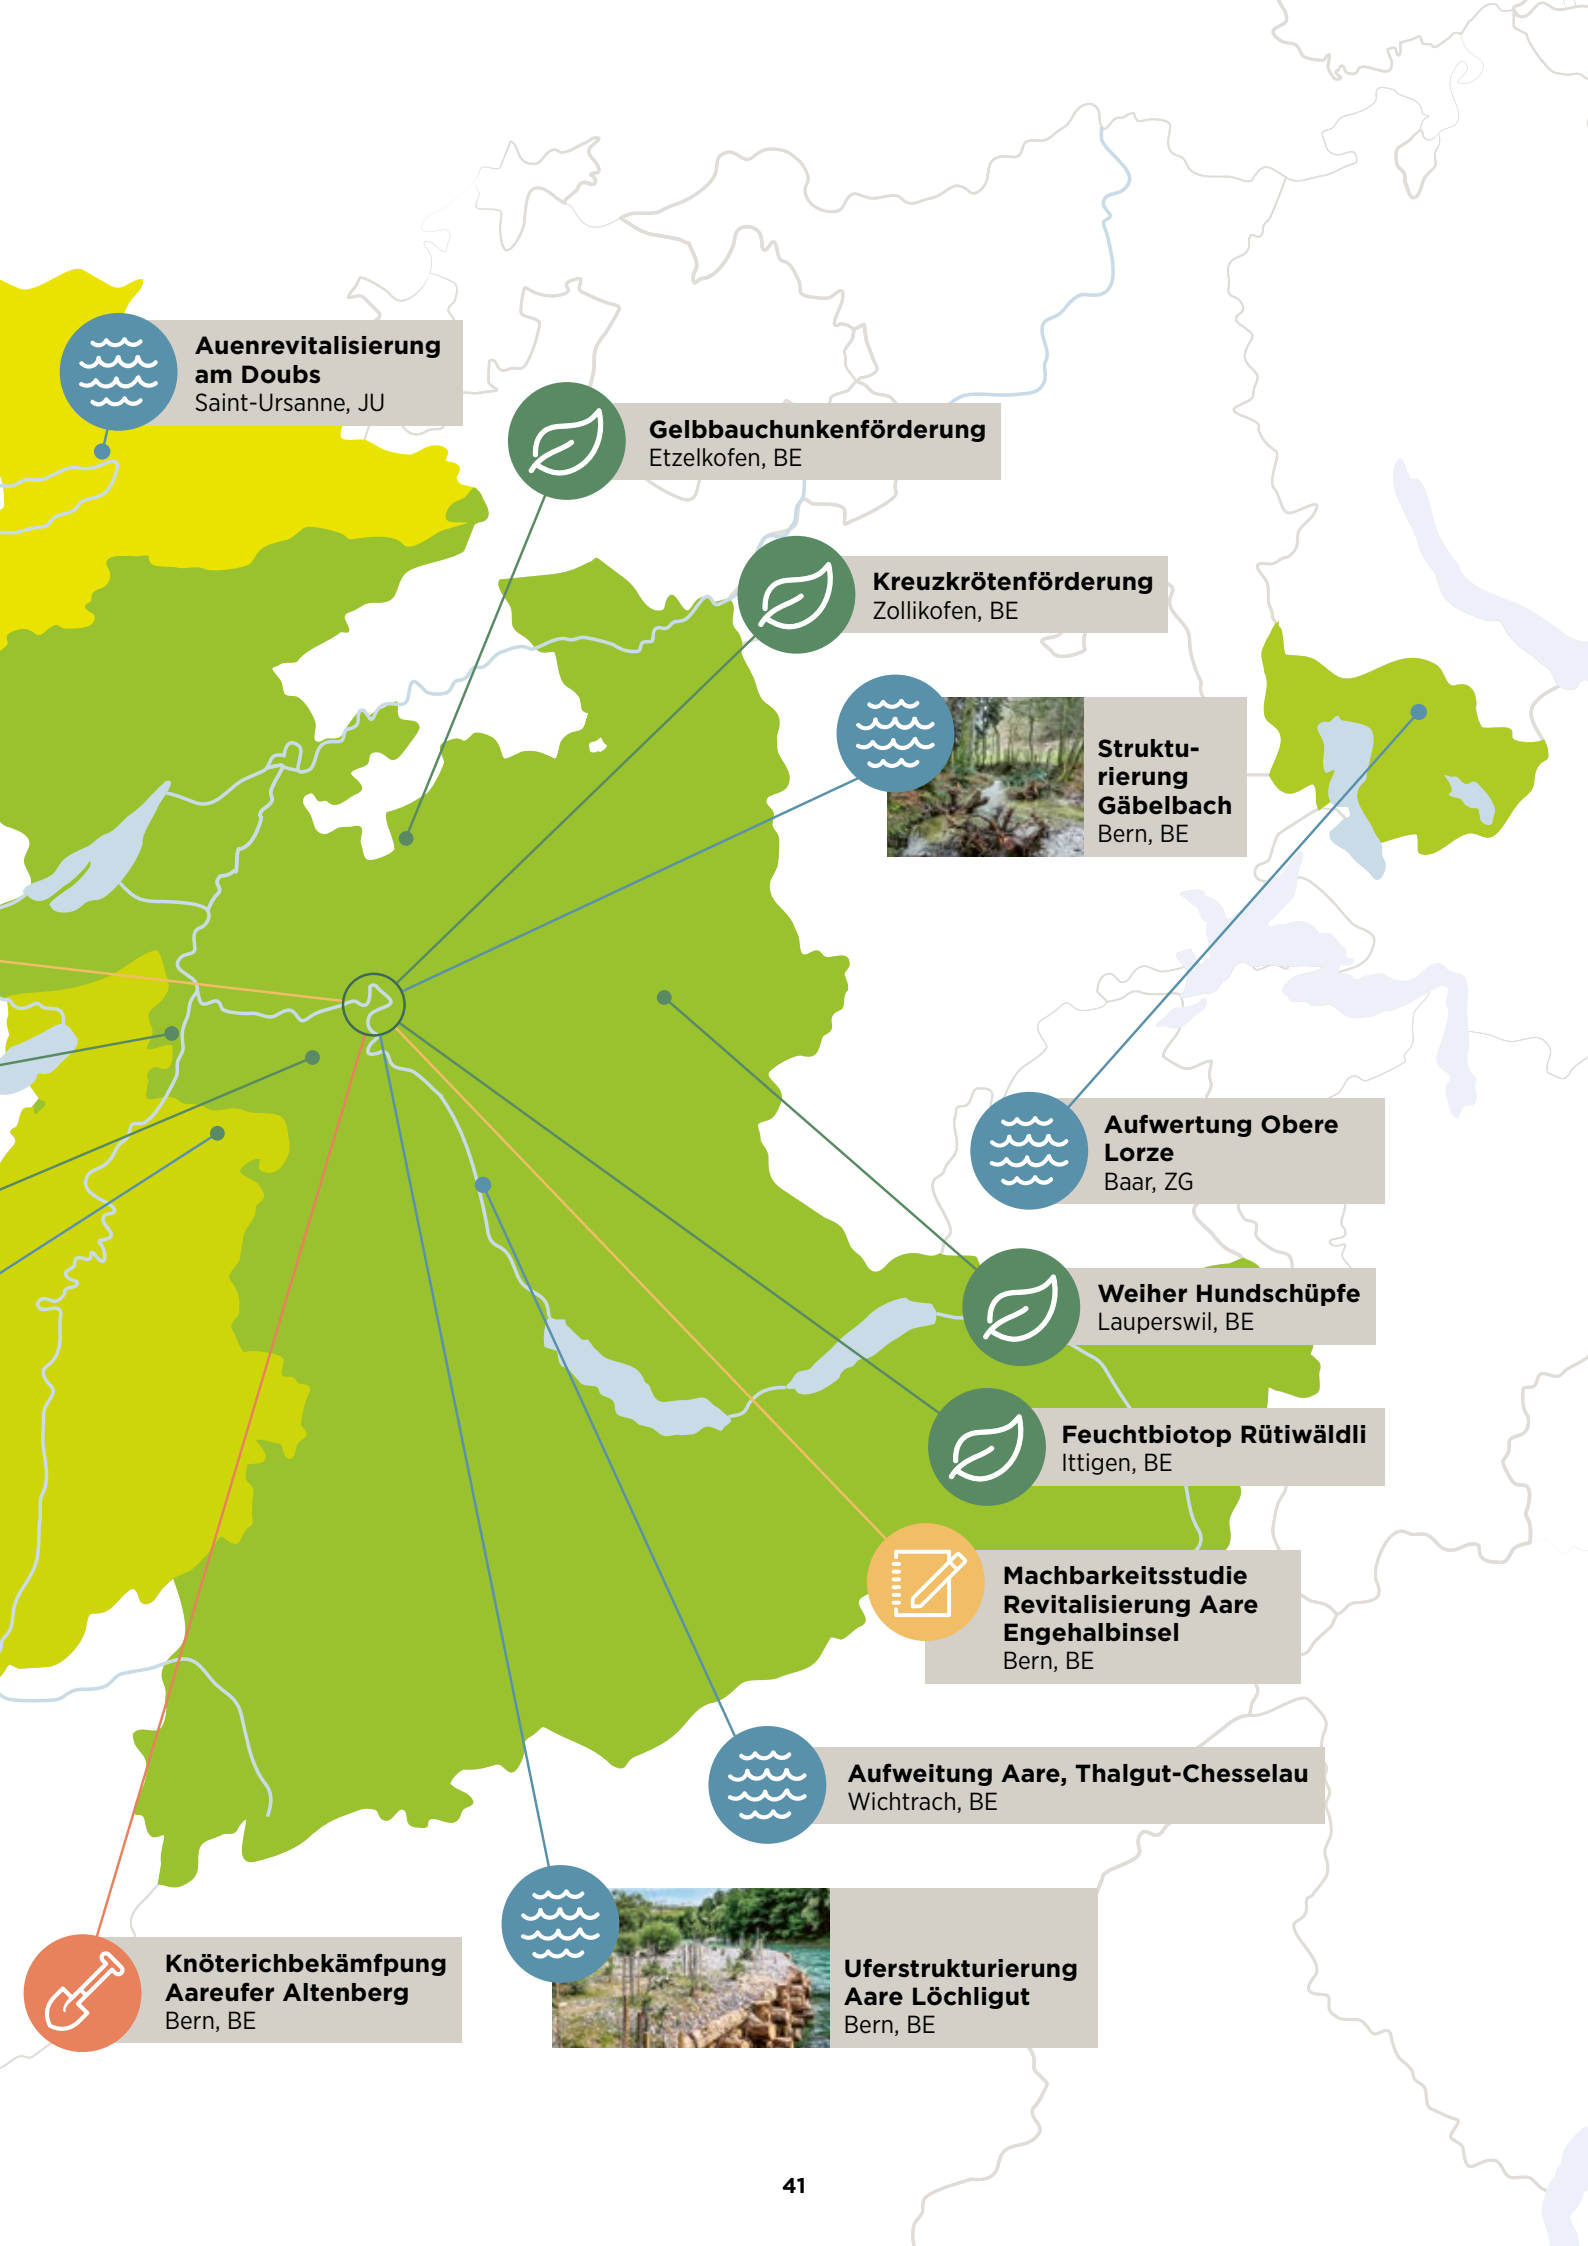 Auenrevitalisierung
am Doubs
Saint-Ursanne, JU
Gelbbauchunkenförderung
Etzelkofen, BE
Kreuzkrötenförderung
Zollikofen, BE
Struktu-
rierung
Gäbelbach
Bern, BE
Aufwertung Obere
Lorze
Baar, ZG
Weiher Hundschüpfe
Lauperswil, BE
Feuchtbiotop Rütiwäldli
Ittigen, BE
Machbarkeitsstudie
Revitalisierung Aare
Engehalbinsel
Bern, BE
Aufweitung Aare, Thalgut-Chesselau
Wichtrach, BE
Knöterichbekämfpung
Aareufer Altenberg
Bern, BE
Uferstrukturierung
Aare Löchligut
Bern, BE
41